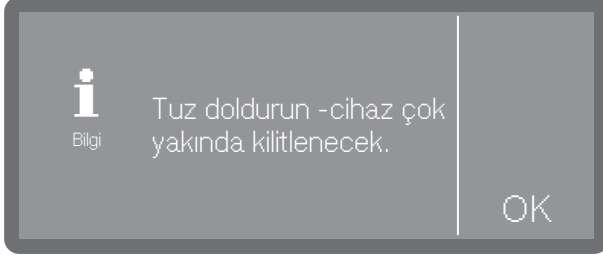 Bilgi
Tuz doldurun -cihaz çok
yakında kilitlenecek.
OK